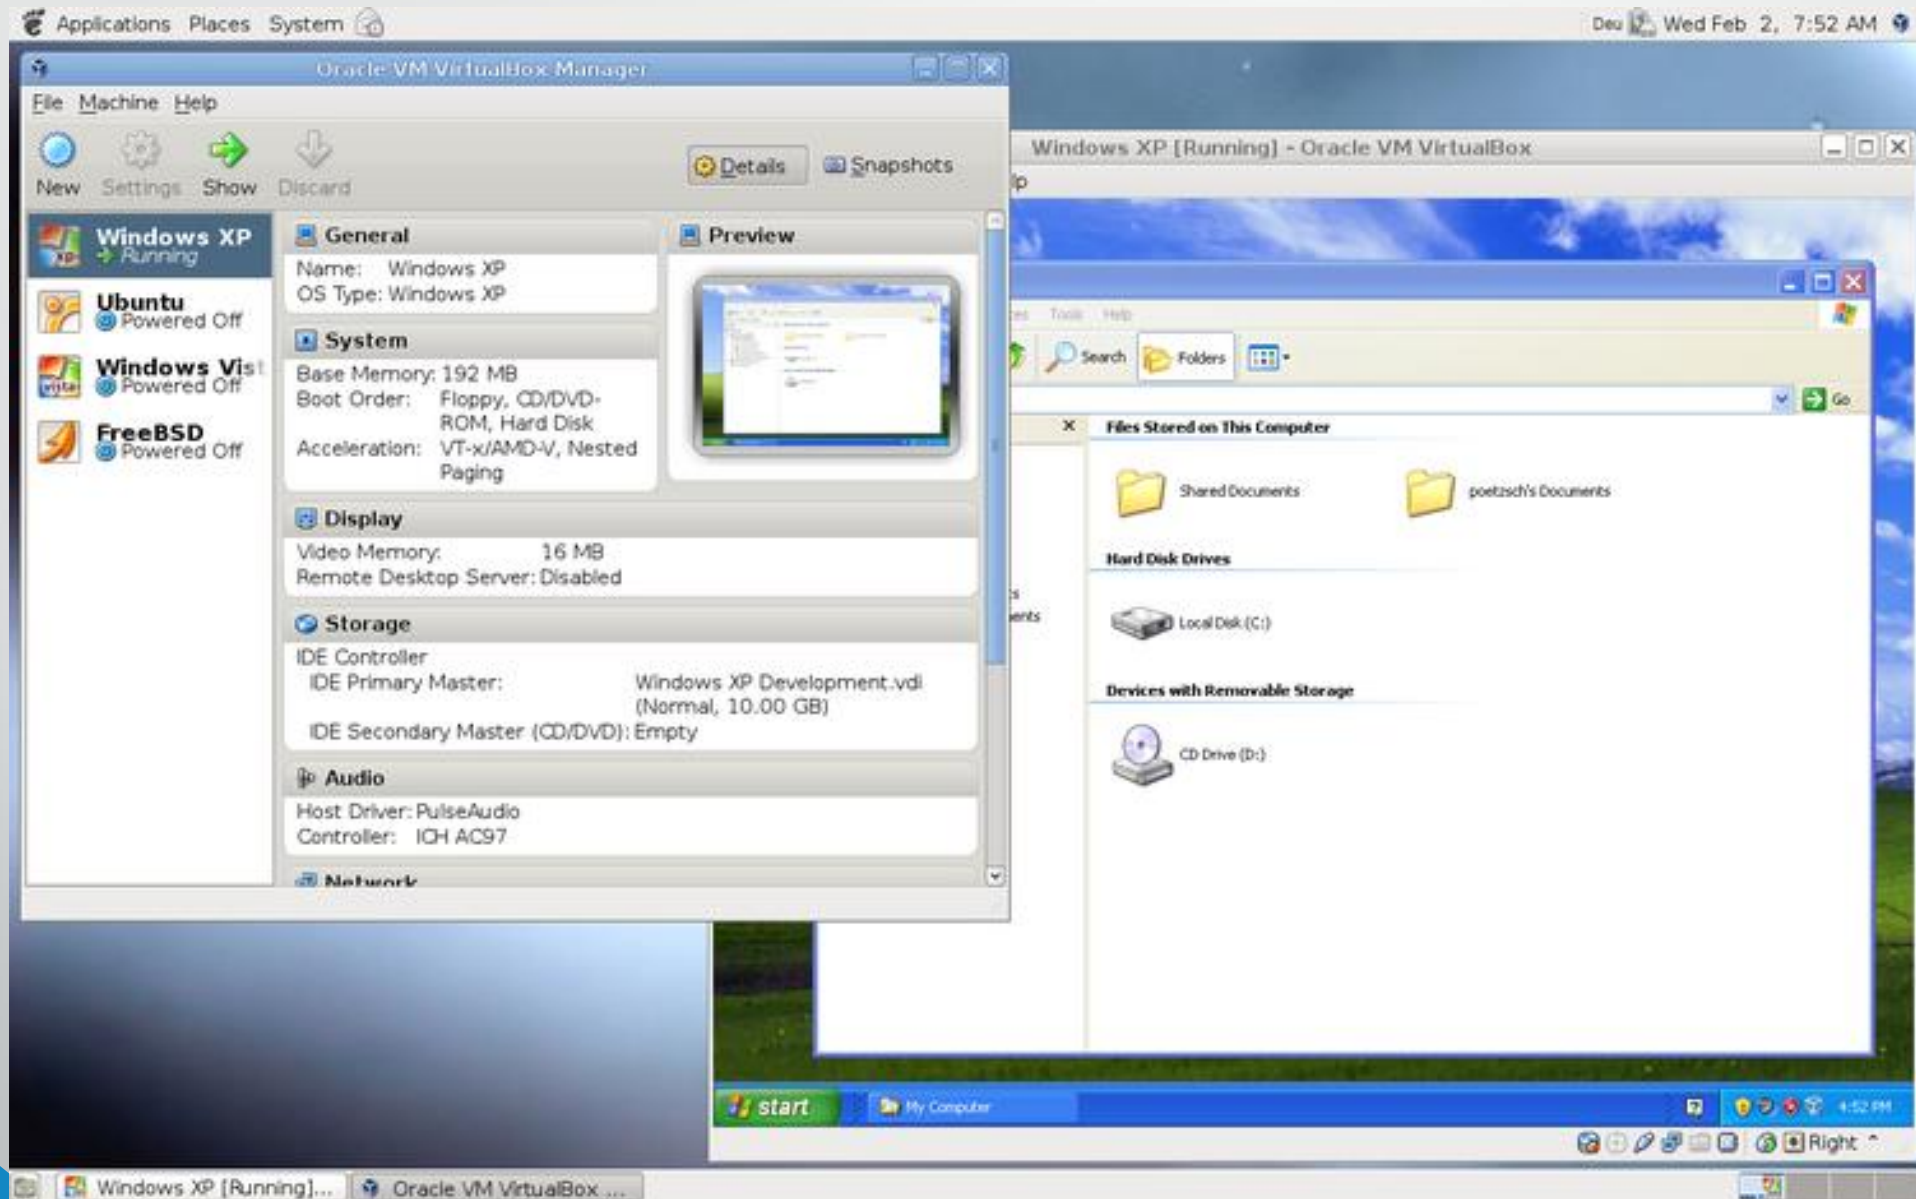 Applications Places System
Deu Wed Feb 2, 7:52 AM
Oracle VM VirtualBox Manager
File Machine Help
New Settings Show Discard
Details Snapshots
Windows XP
Running
Ubuntu
Powered Off
Windows Vist
Powered Off
FreeBSD
Powered Off
General
Name: Windows XP
OS Type: Windows XP
Preview
System
Base Memory: 192 MB
Boot Order: Floppy, CD/DVD-
ROM, Hard Disk
Acceleration: VT-x/AMD-V, Nested
Paging
Display
Video Memory: 16 MB
Remote Desktop Server: Disabled
Storage
IDE Controller
IDE Primary Master: Windows XP Development.vdi
(Normal, 10.00 GB)
IDE Secondary Master (CD/DVD): Empty
Audio
Host Driver: PulseAudio
Controller: ICH AC97
Network
Windows XP [Running] - Oracle VM VirtualBox
lp
Tools Help
Search Folders
Go
Files Stored on This Computer
Shared Documents poetzsch's Documents
Hard Disk Drives
Local Disk (C:)
Devices with Removable Storage
CD Drive (D:)
start My Computer 4:52 PM
Right
Windows XP [Running]... Oracle VM VirtualBox ...